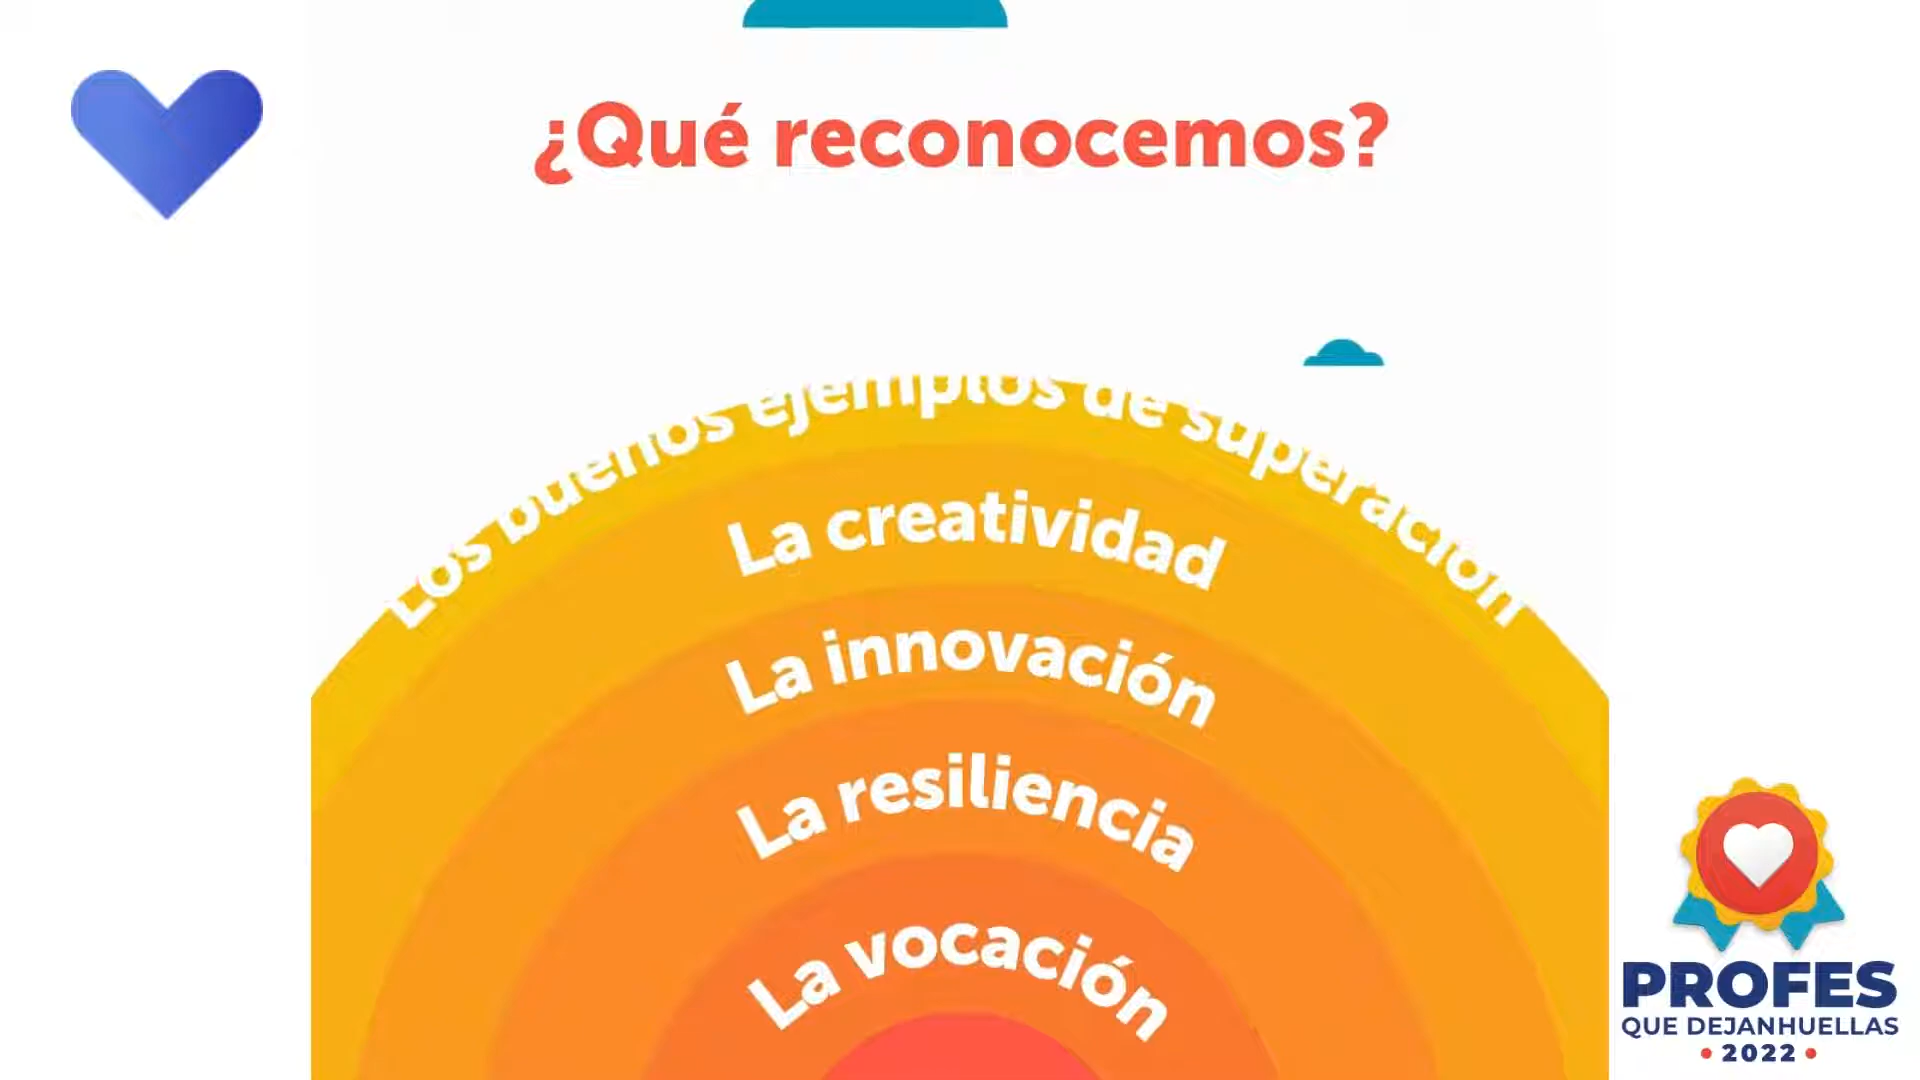 ¿Qué reconocemos?
Los buenos ejemplos de superación
La creatividad
La innovación
La resiliencia
La vocación
PROFES
QUE DEJANHUELLAS
• 2022 •